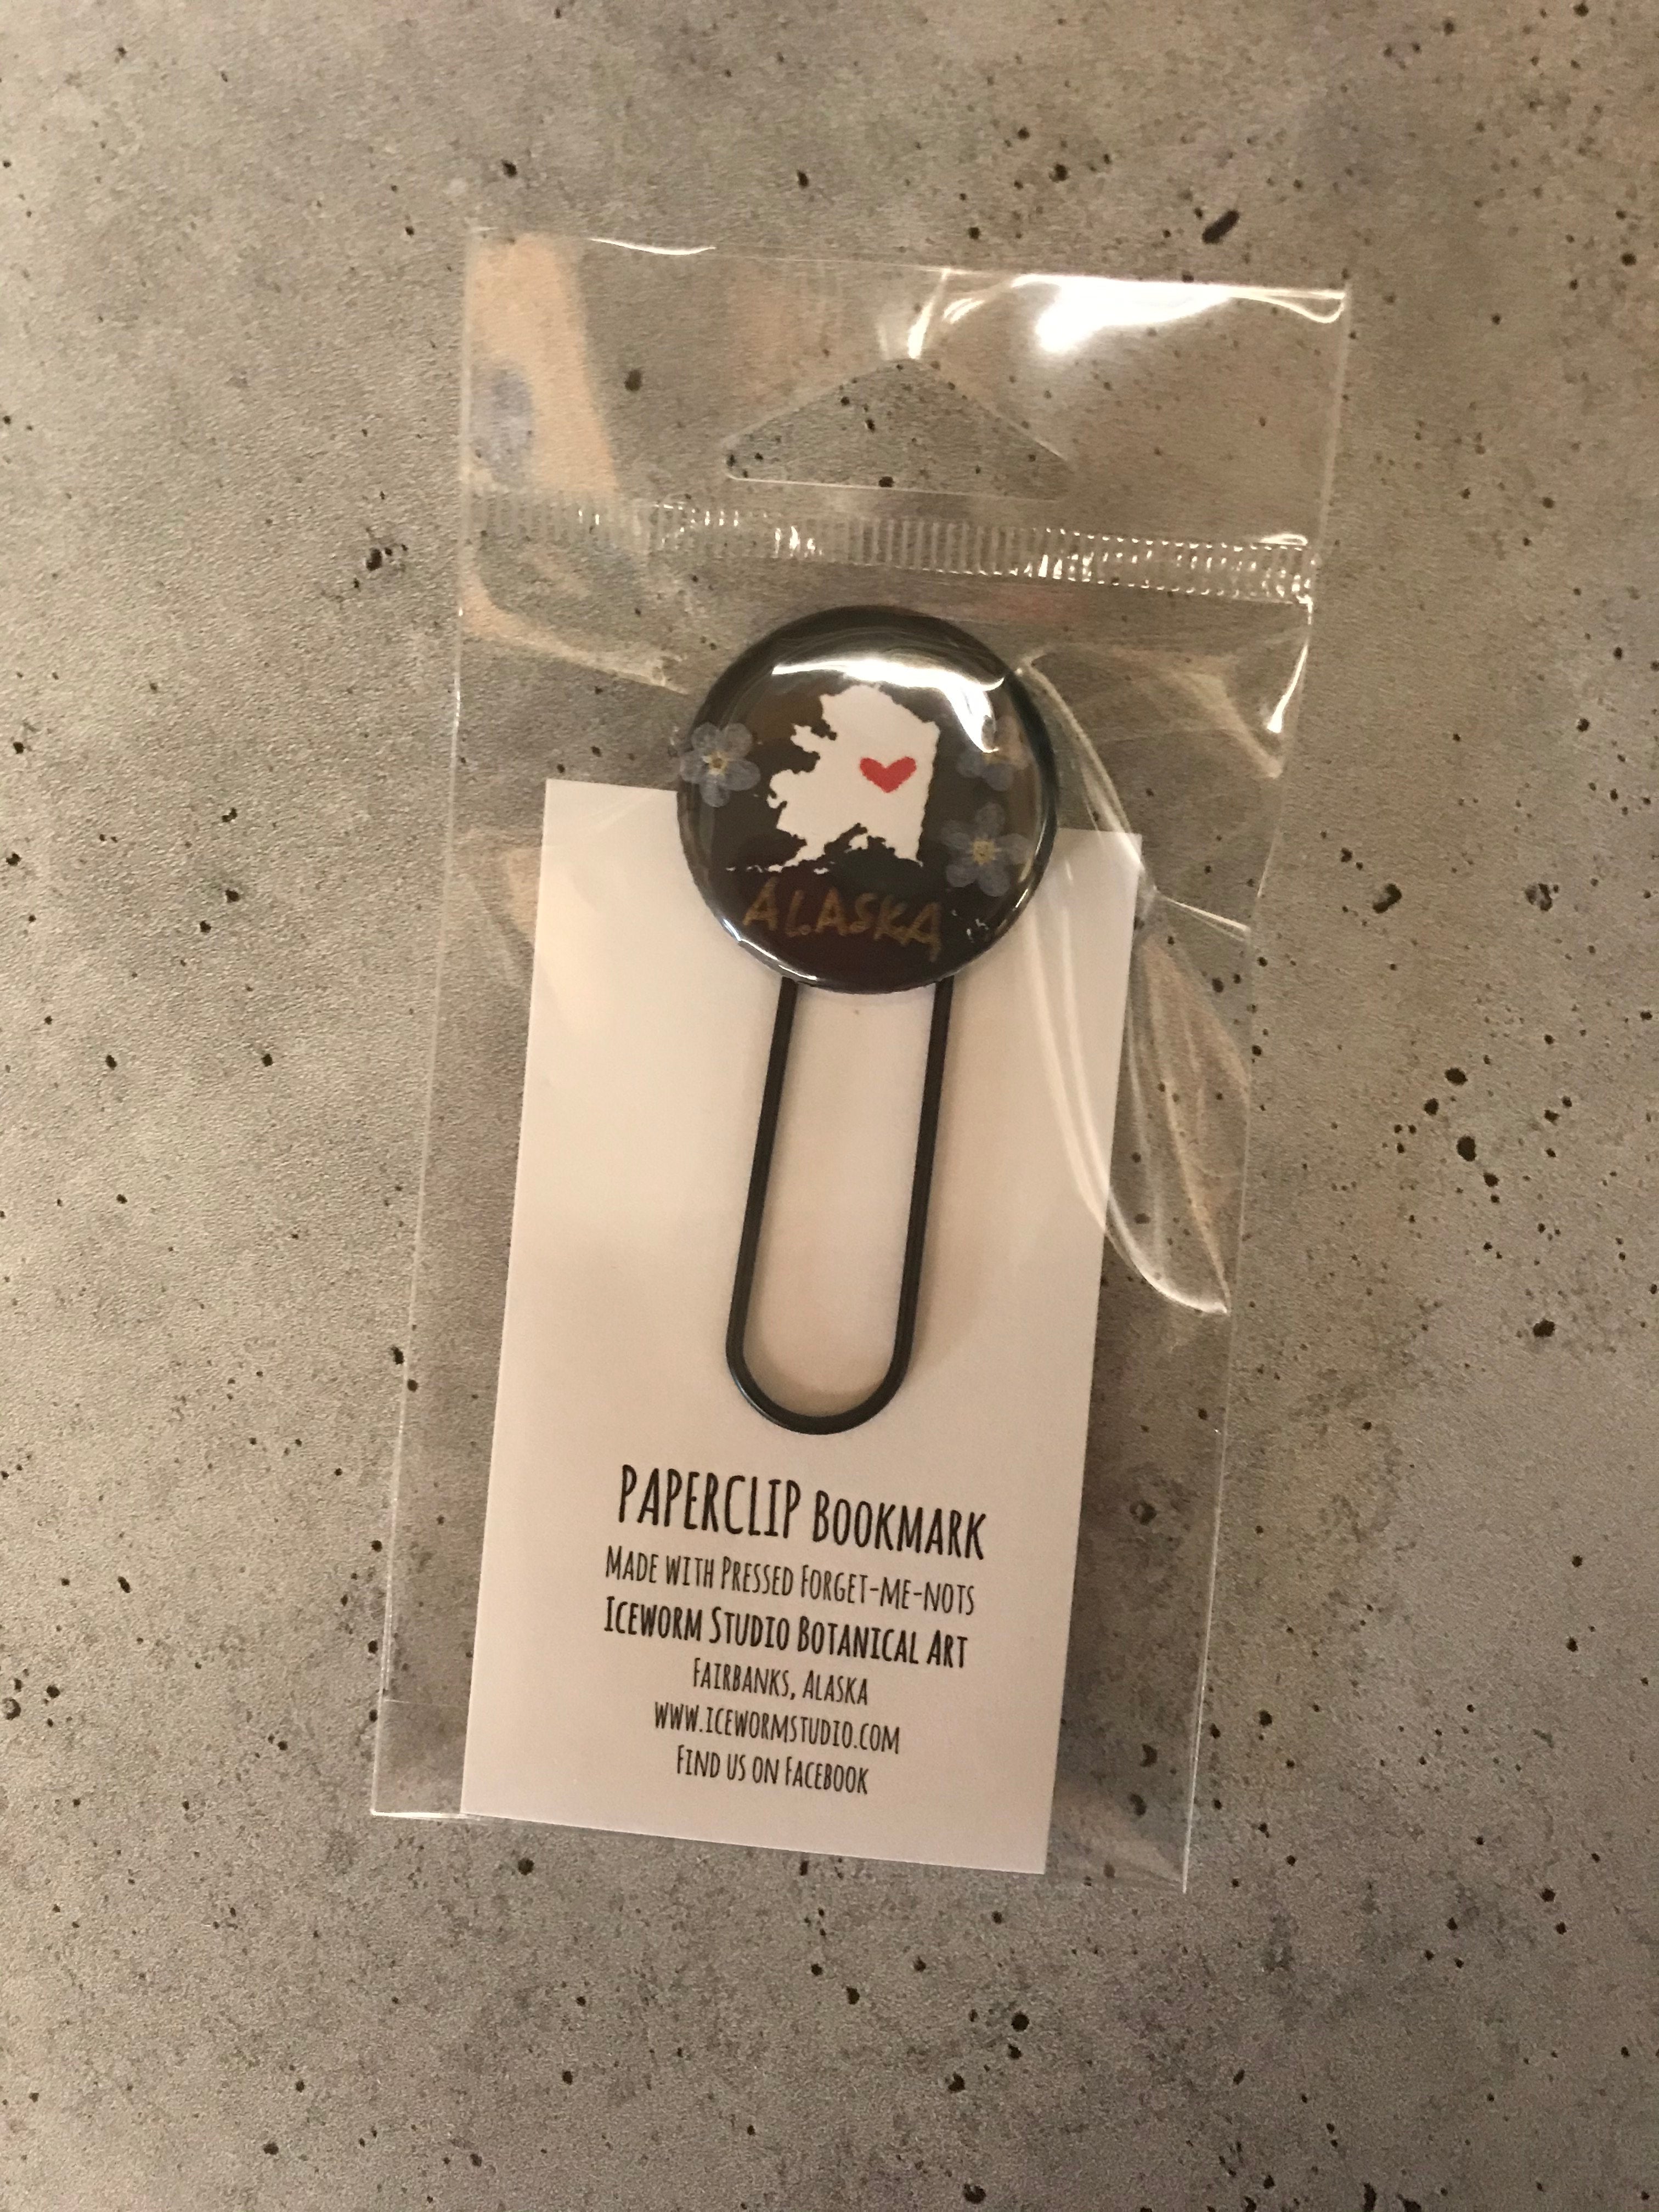 ALASKA
PAPERCLIP BOOKMARK
MADE WITH PRESSED FORGET-ME-NOTS
ICEWORM STUDIO BOTANICAL ART
FAIRBANKS, ALASKA
WWW.ICEWORMSTUDIO.COM
FIND US ON FACEBOOK